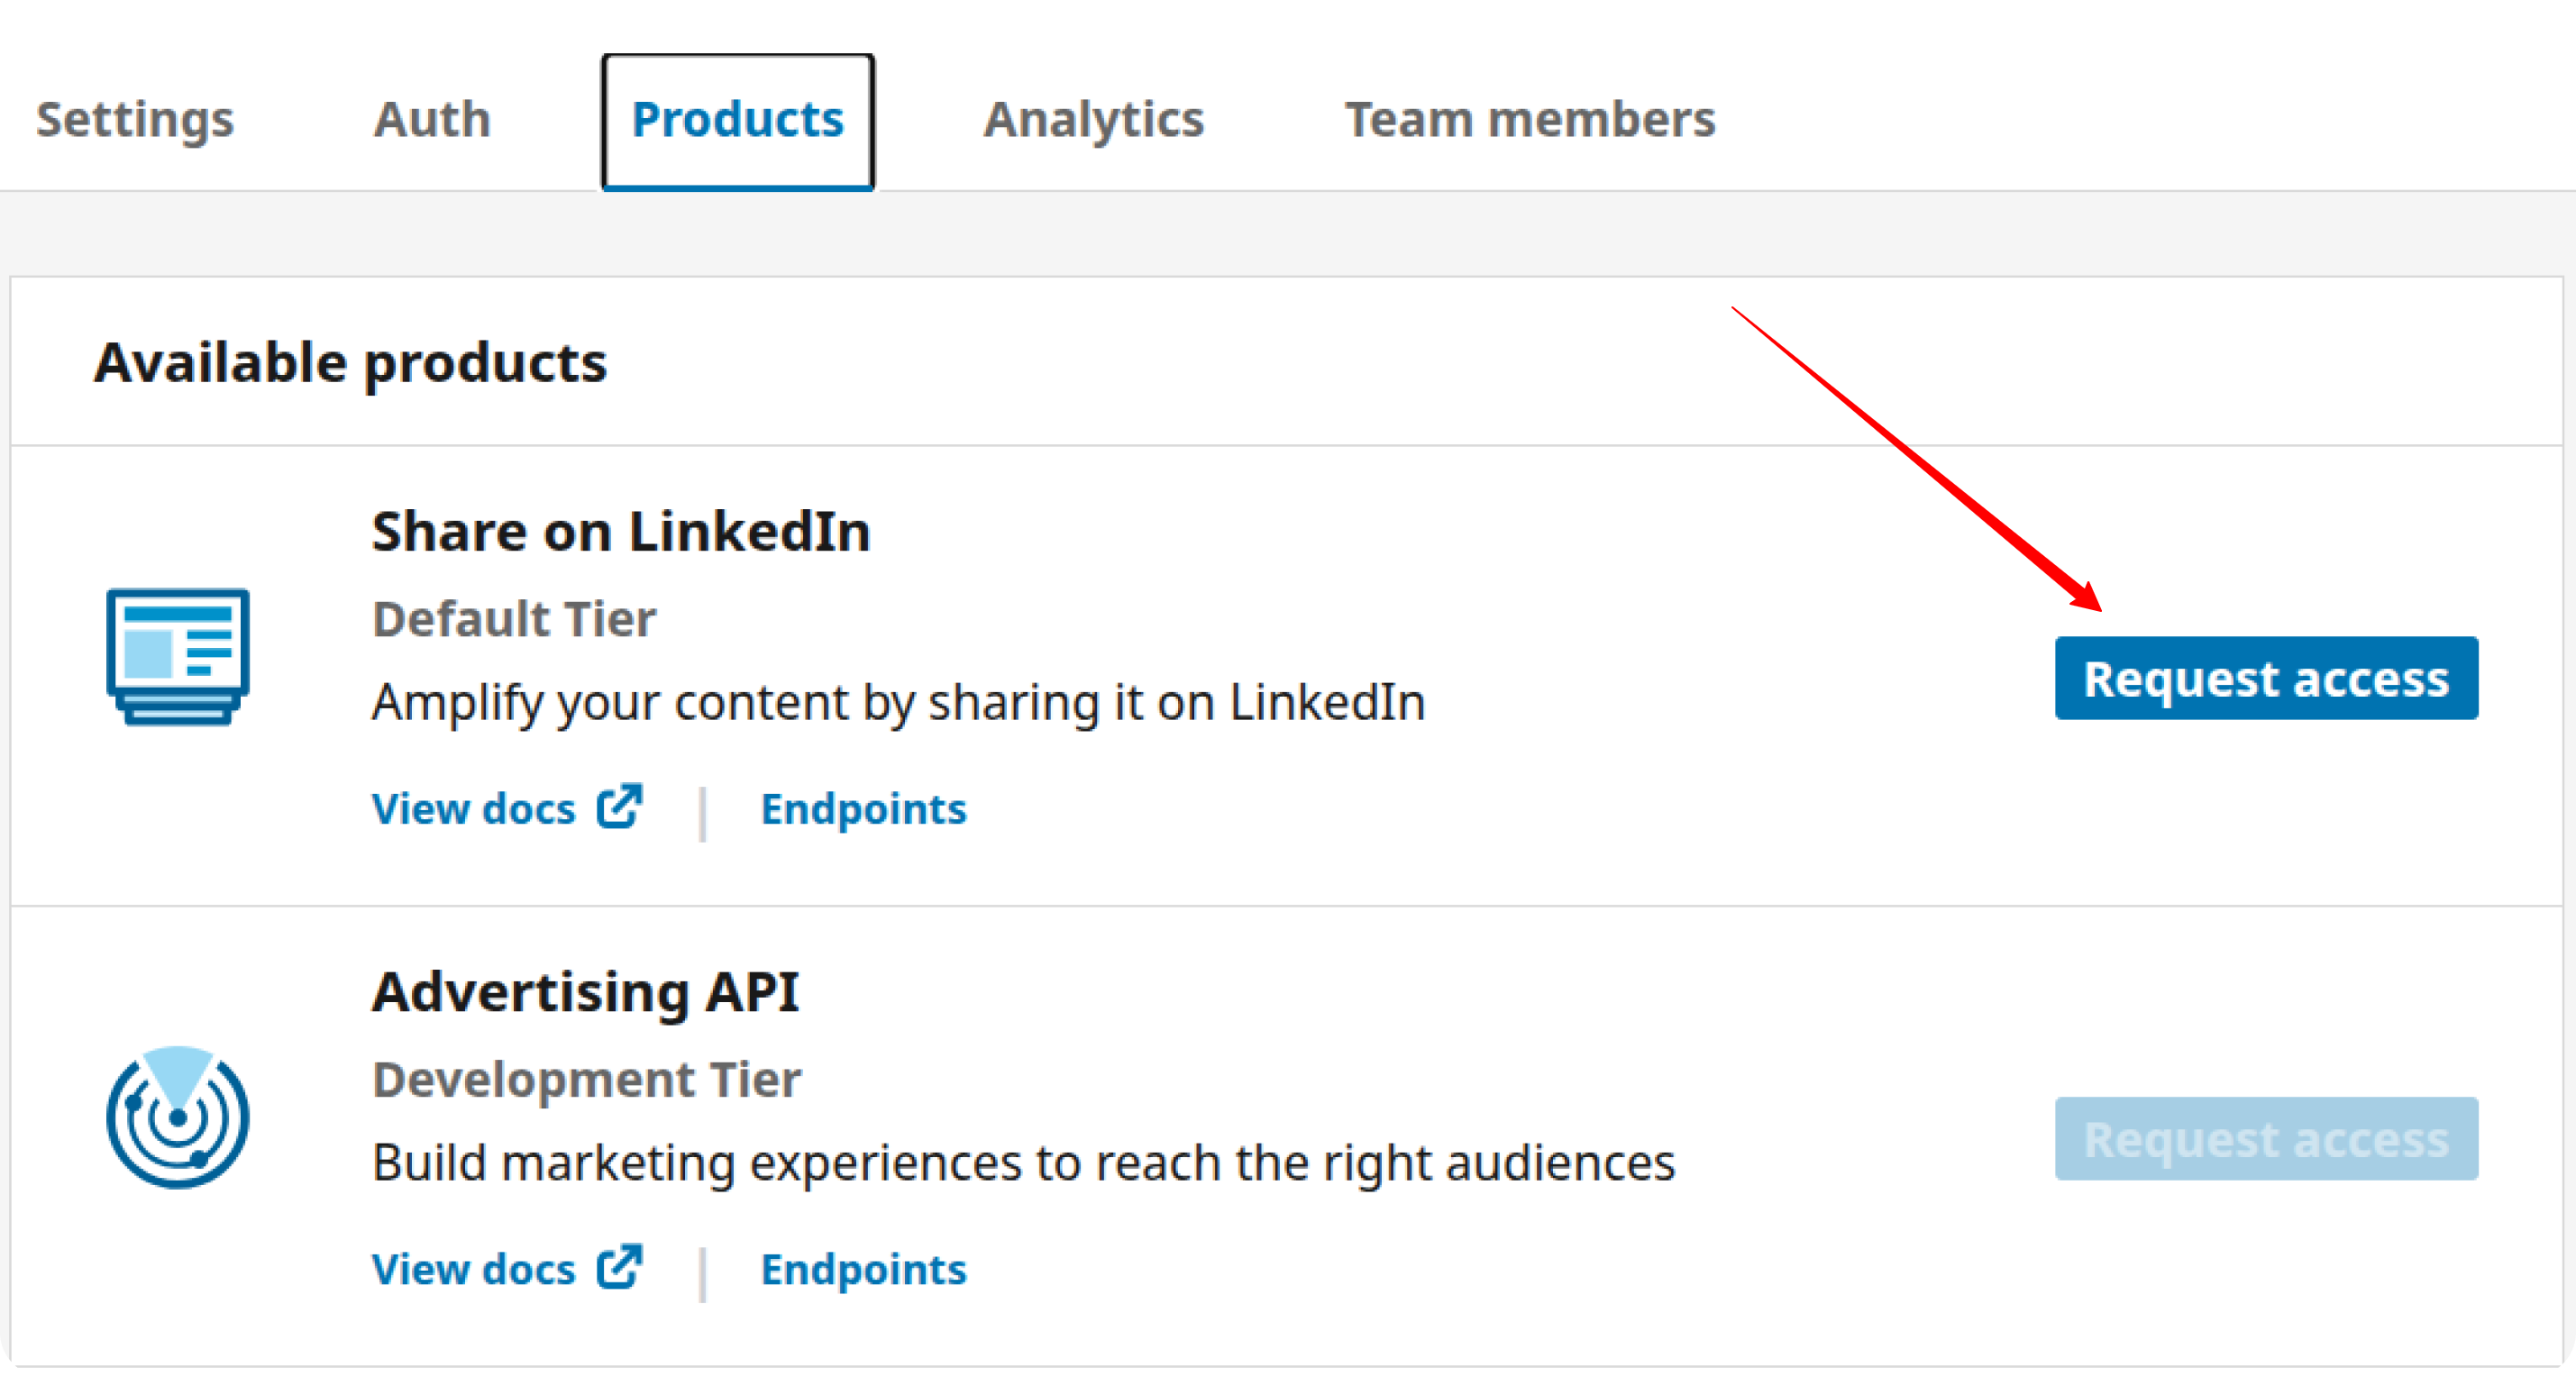 Settings Auth Products Analytics Team members
Available products
Share on LinkedIn
Default Tier
Amplify your content by sharing it on LinkedIn
Request access
View docs | Endpoints
Advertising API
Development Tier
Build marketing experiences to reach the right audiences
Request access
View docs | Endpoints